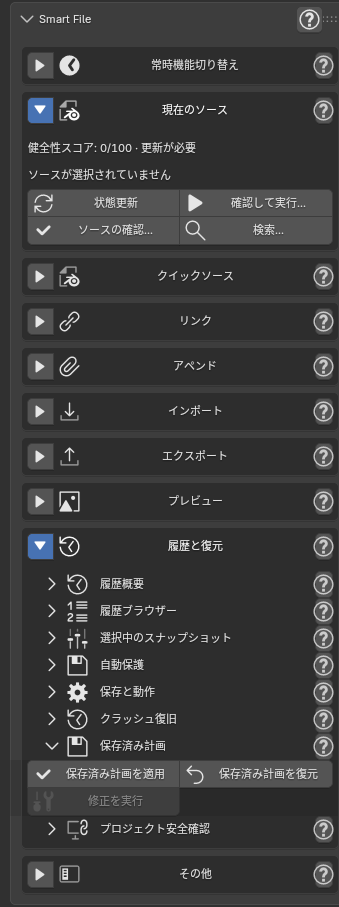 Smart File
常時機能切り替え
現在のソース
健全性スコア: 0/100 · 更新が必要
ソースが選択されていません
状態更新
確認して実行...
ソースの確認...
検索...
クイックソース
リンク
アペンド
インポート
エクスポート
プレビュー
履歴と復元
履歴概要
履歴ブラウザー
選択中のスナップショット
自動保護
保存と動作
クラッシュ復旧
保存済み計画
保存済み計画を適用
保存済み計画を復元
修正を実行
プロジェクト安全確認
その他